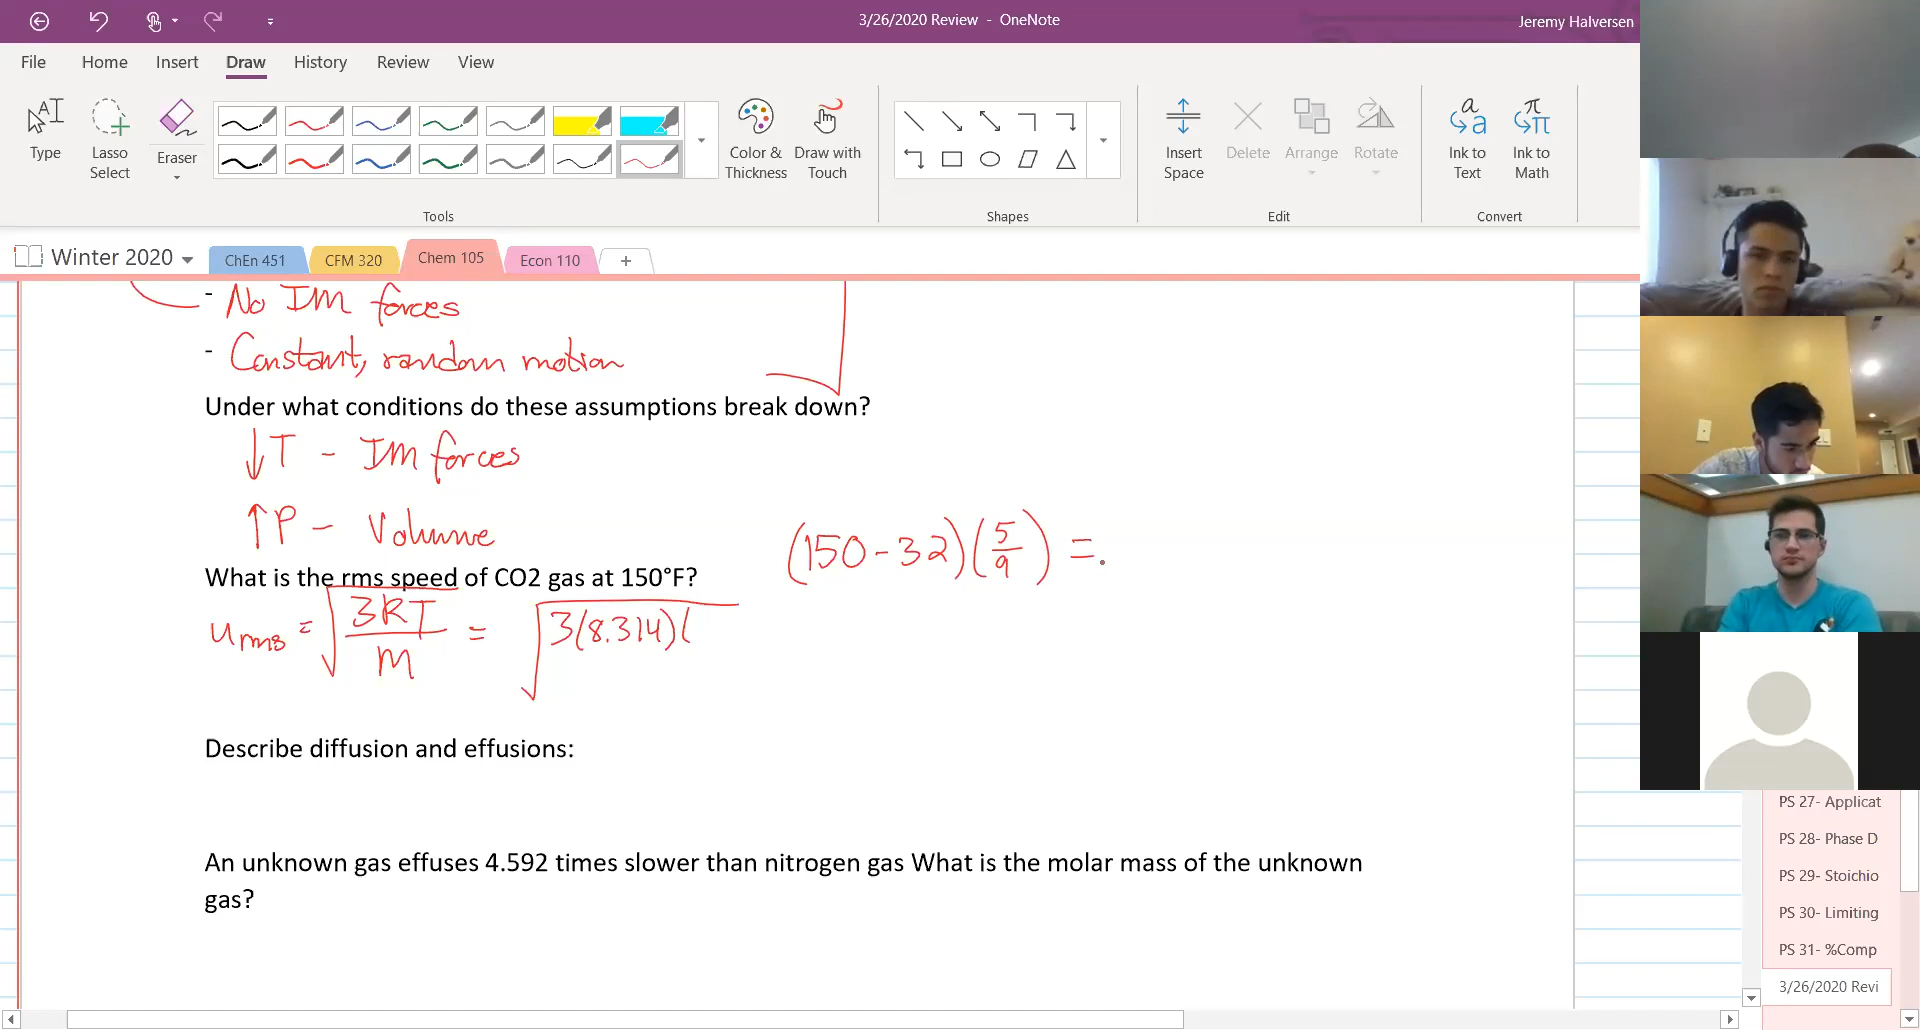 3/26/2020 Review - OneNote
Jeremy Halversen
File Home Insert Draw History Review View
Type
Lasso Select
Eraser
Color & Thickness
Draw with Touch
Insert Space
Delete
Arrange
Rotate
Ink to Text
Ink to Math
Tools
Shapes
Edit
Convert
Winter 2020
ChEn 451
CFM 320
Chem 105
Econ 110
- No IM forces
- Constant, random motion
Under what conditions do these assumptions break down?
↓T - IM forces
↑P - Volume
(150-32)(5/9) =
What is the rms speed of CO2 gas at 150°F?
urms = √(3RT/M) = √3(8.314)(
Describe diffusion and effusions:
An unknown gas effuses 4.592 times slower than nitrogen gas What is the molar mass of the unknown
gas?
PS 27- Applicat
PS 28- Phase D
PS 29- Stoichio
PS 30- Limiting
PS 31- %Comp
3/26/2020 Revi